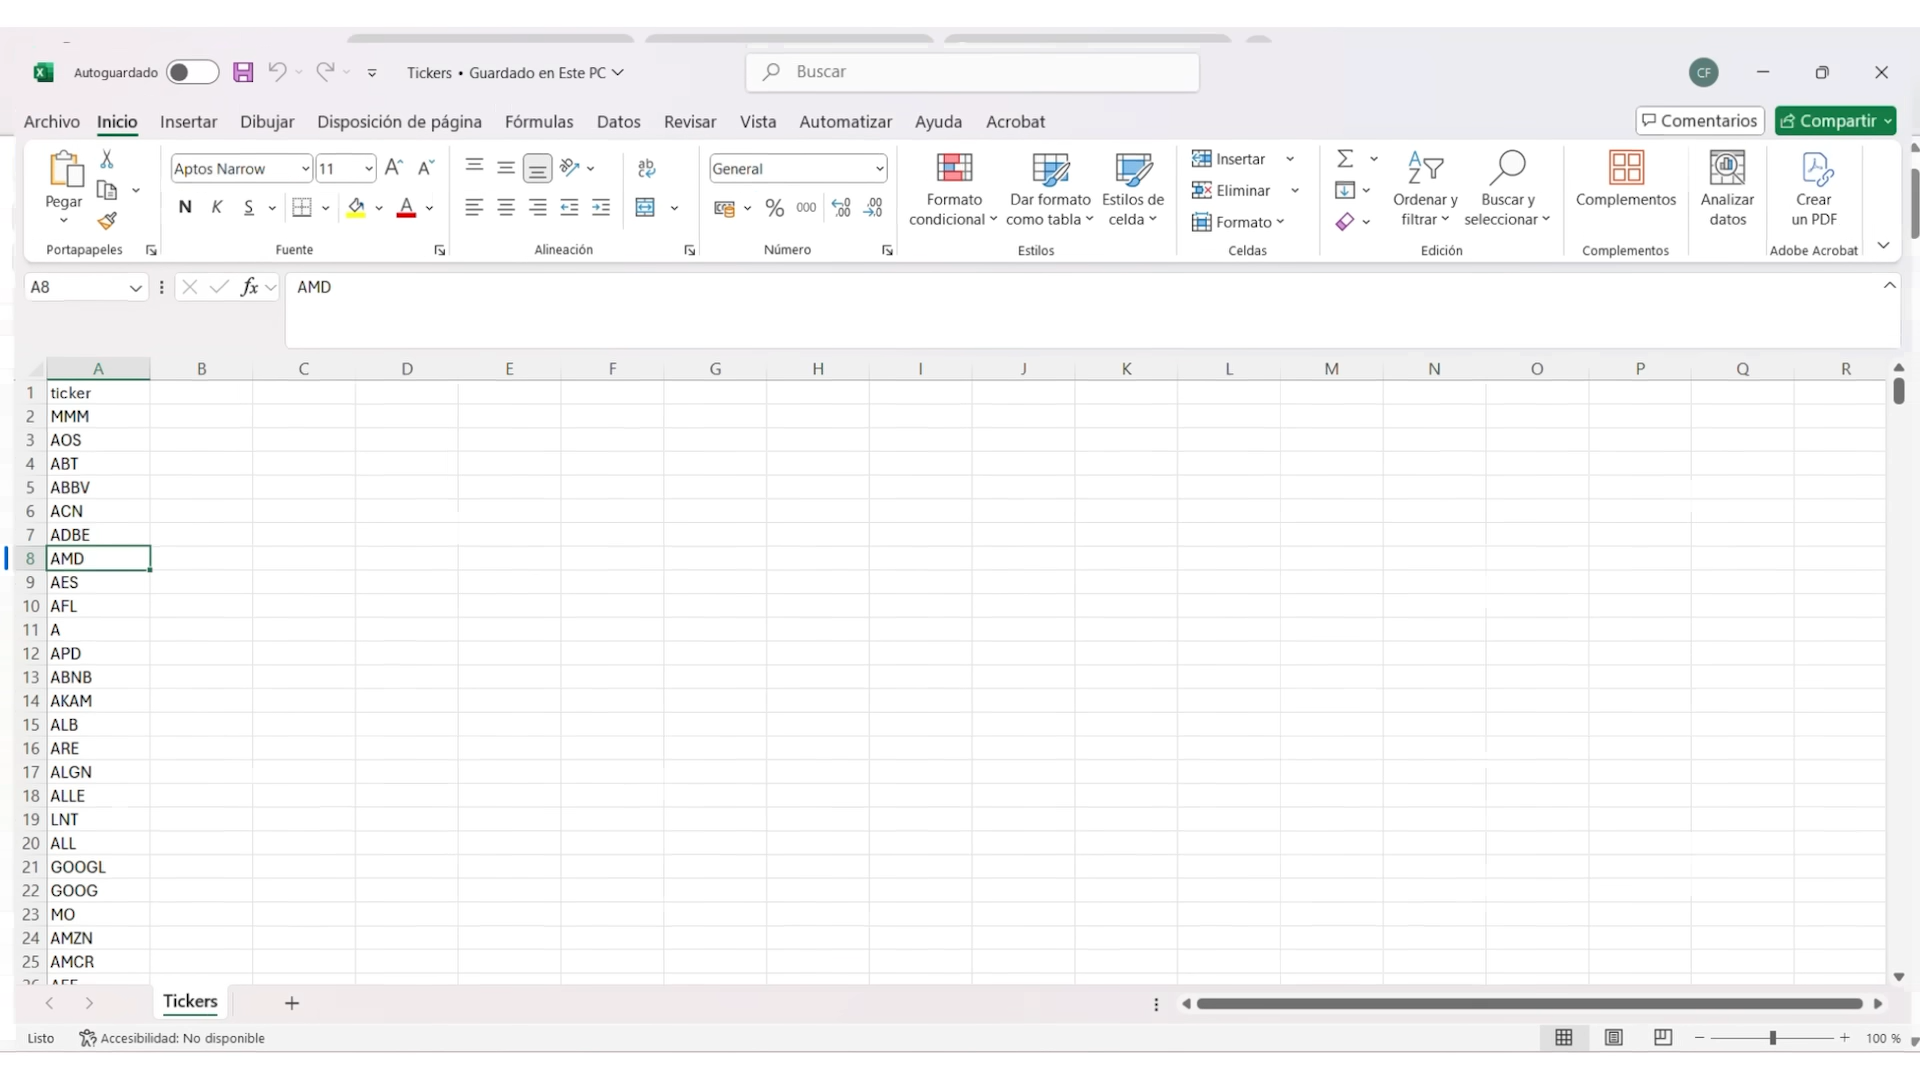 Autoguardado Tickers • Guardado en Este PC Buscar CF
Archivo Inicio Insertar Dibujar Disposición de página Fórmulas Datos Revisar Vista Automatizar Ayuda Acrobat Comentarios Compartir
Pegar
Portapapeles
Aptos Narrow 11
N K S
Fuente
Alineación
General
% 000
Número
Formato condicional
Dar formato como tabla
Estilos de celda
Estilos
Insertar
Eliminar
Formato
Celdas
Ordenar y filtrar
Buscar y seleccionar
Edición
Complementos
Complementos
Analizar datos
Crear un PDF
Adobe Acrobat
A8 fx AMD
A B C D E F G H I J K L M N O P Q R
1 ticker
2 MMM
3 AOS
4 ABT
5 ABBV
6 ACN
7 ADBE
8 AMD
9 AES
10 AFL
11 A
12 APD
13 ABNB
14 AKAM
15 ALB
16 ARE
17 ALGN
18 ALLE
19 LNT
20 ALL
21 GOOGL
22 GOOG
23 MO
24 AMZN
25 AMCR
Tickers
Listo Accesibilidad: No disponible 100 %